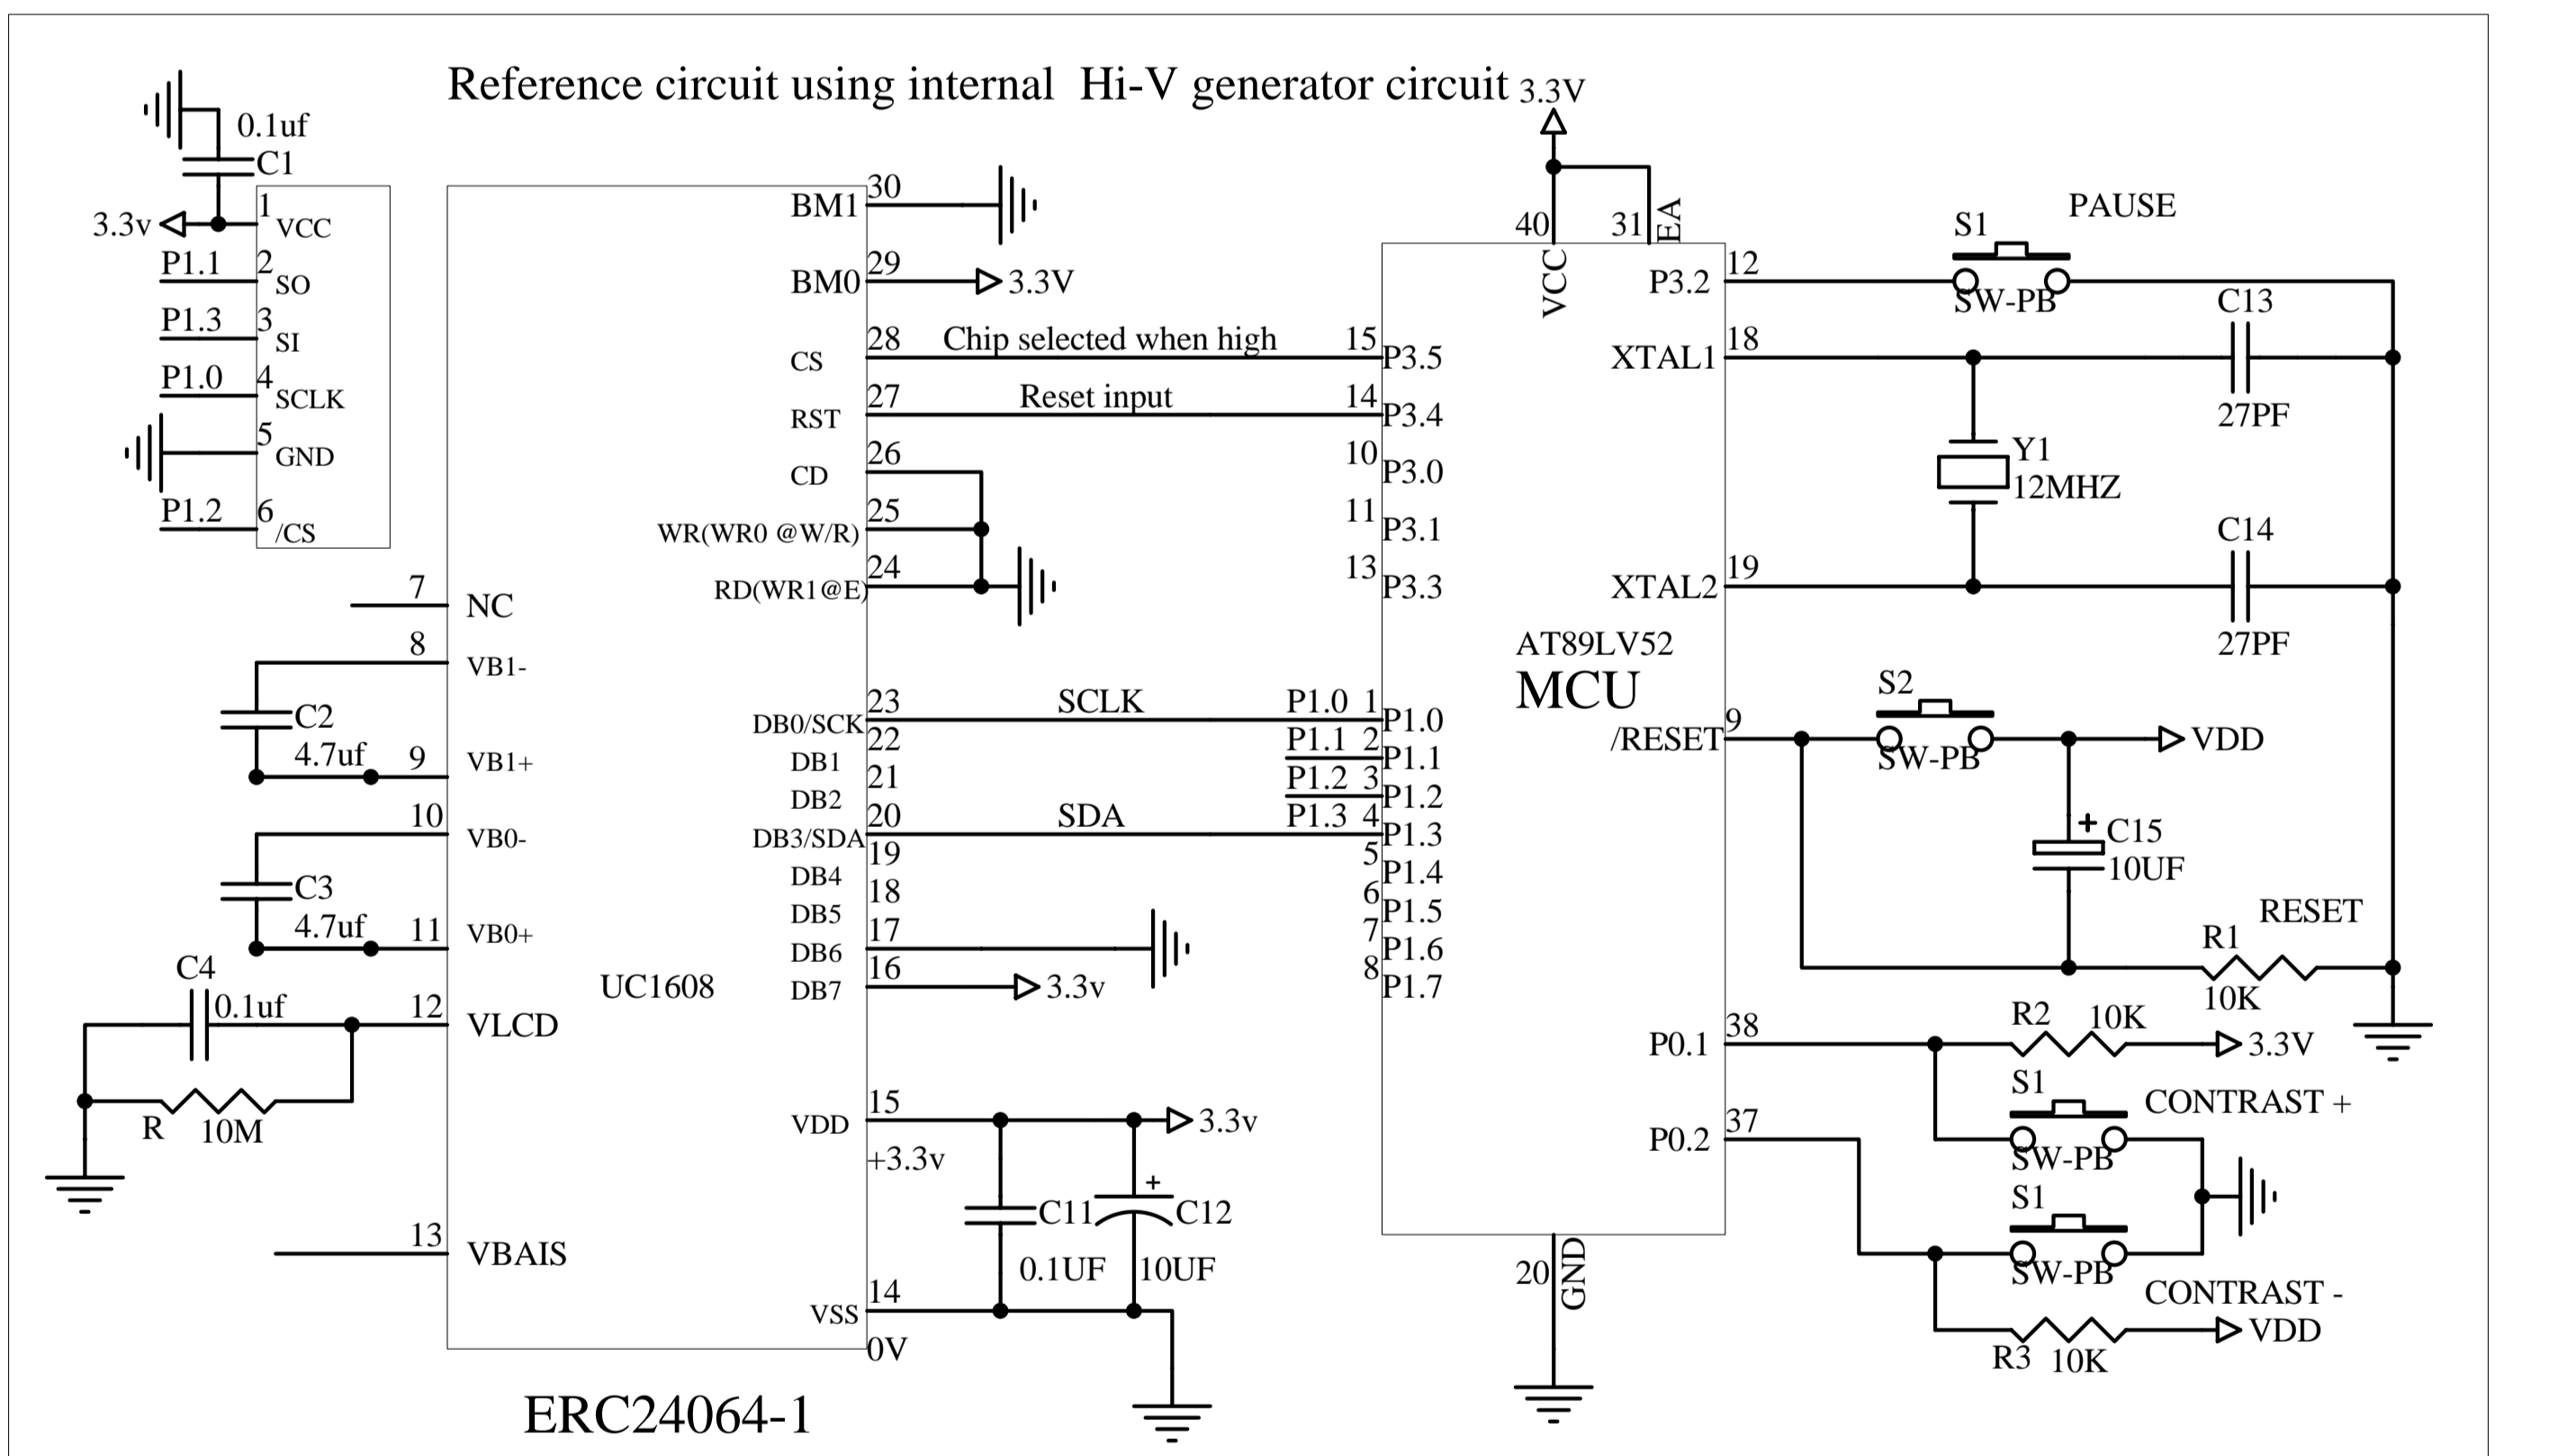 Reference circuit using internal Hi-V generator circuit
3.3V
0.1uf
C1
3.3v
1 VCC
P1.1 2 SO
P1.3 3 SI
P1.0 4 SCLK
5 GND
P1.2 6 /CS
7 NC
8 VB1-
C2
4.7uf
9 VB1+
10 VB0-
C3
4.7uf
11 VB0+
C4
0.1uf
12 VLCD
R 10M
13 VBAIS
UC1608
BM1 30
BM0 29 3.3V
CS 28 Chip selected when high 15 P3.5
RST 27 Reset input 14 P3.4
CD 26
10 P3.0
WR(WR0 @W/R) 25
11 P3.1
RD(WR1@E) 24
13 P3.3
DB0/SCK 23 SCLK P1.0 1 P1.0
DB1 22
P1.1 2 P1.1
DB2 21
P1.2 3 P1.2
DB3/SDA 20 SDA P1.3 4 P1.3
DB4 19
5 P1.4
DB5 18
6 P1.5
DB6 17
7 P1.6
DB7 16 3.3v
8 P1.7
VDD 15 3.3v
+3.3v
C11
0.1UF
+
C12
10UF
VSS 14
0V
ERC24064-1
40 VCC
31 EA
AT89LV52
MCU
20 GND
P3.2 12
S1
PAUSE
SW-PB
XTAL1 18
C13
27PF
Y1
12MHZ
XTAL2 19
C14
27PF
/RESET 9
S2
SW-PB
VDD
+
C15
10UF
RESET
R1
10K
P0.1 38
R2 10K
3.3V
S1
CONTRAST +
SW-PB
P0.2 37
S1
SW-PB
CONTRAST -
R3 10K
VDD